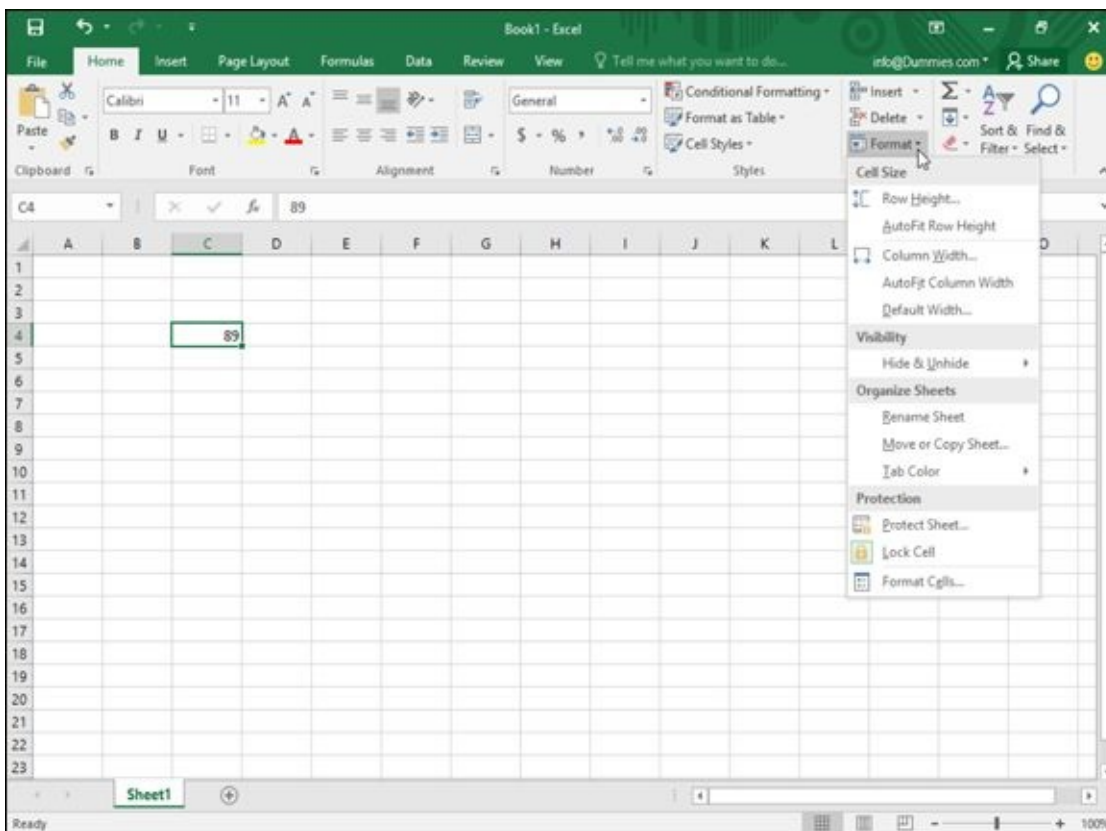 Book1 - Excel
File Home Insert Page Layout Formulas Data Review View Tell me what you want to do... info@Dummies.com Share
Calibri 11 A A General Conditional Formatting Insert Σ
Paste Format as Table Delete
B I U A $ % , Cell Styles Format Sort & Filter Find & Select
Clipboard Font Alignment Number Styles
C4 fx 89
A B C D E F G H I J K L O
1
2
3
4 89
5
6
7
8
9
10
11
12
13
14
15
16
17
18
19
20
21
22
23
Cell Size
Row Height...
AutoFit Row Height
Column Width...
AutoFit Column Width
Default Width...
Visibility
Hide & Unhide
Organize Sheets
Rename Sheet
Move or Copy Sheet...
Tab Color
Protection
Protect Sheet...
Lock Cell
Format Cells...
Sheet1
Ready 100%